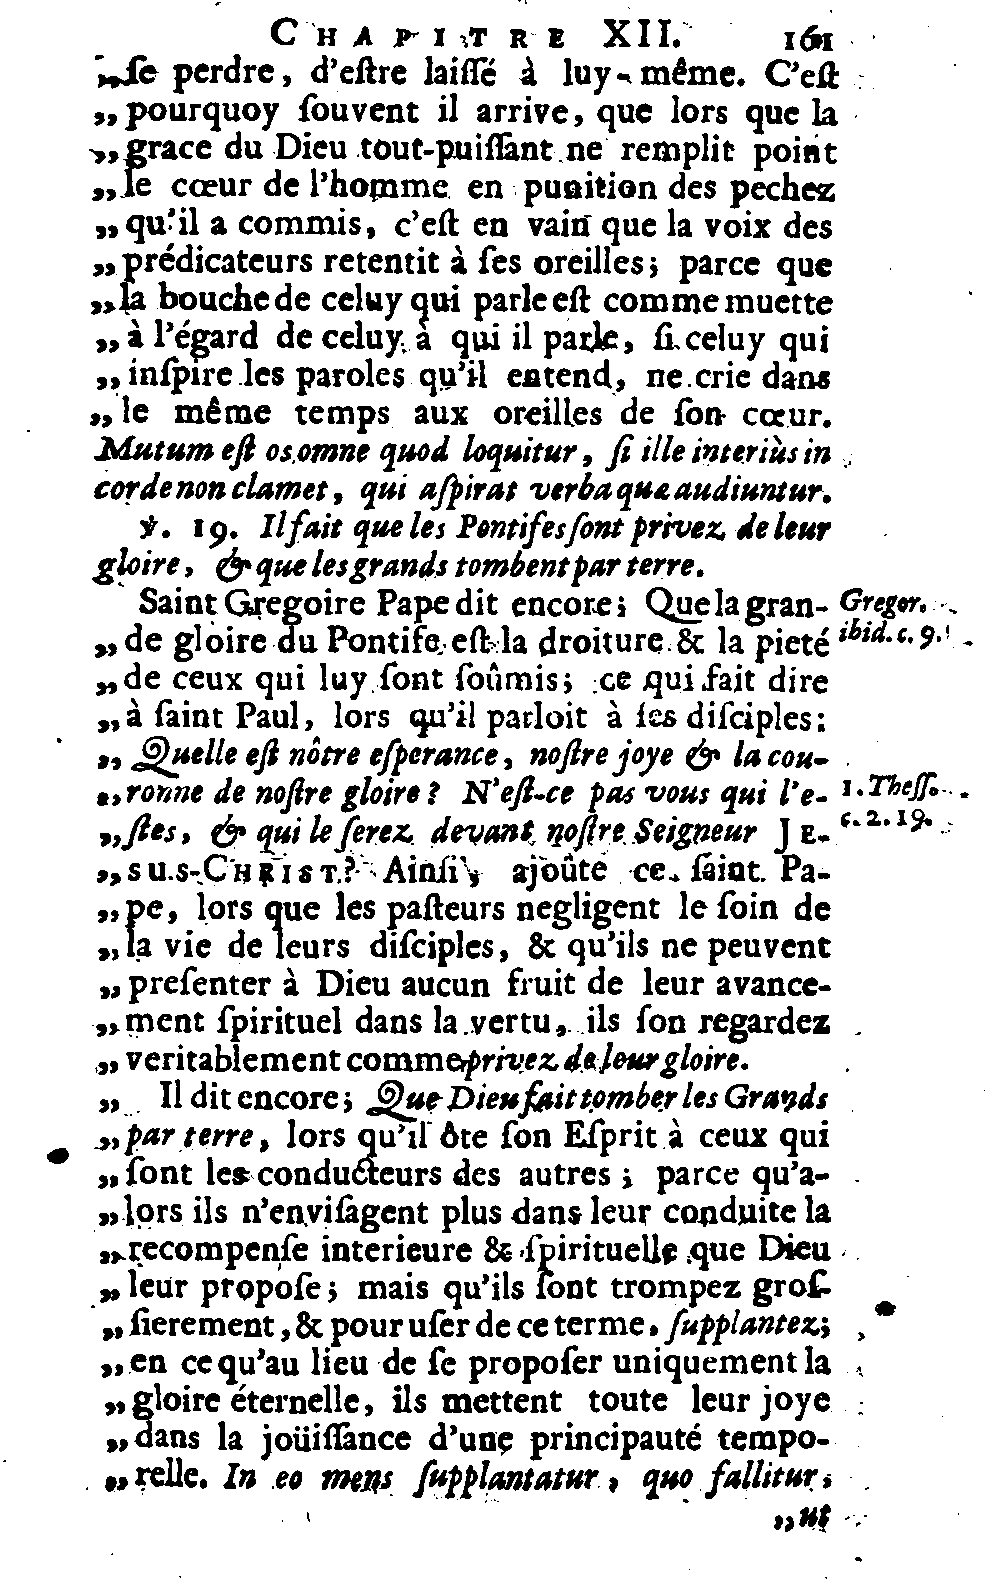 CHAPITRE XII. 161
„ſe perdre, d'eſtre laiſſé à luy-même. C'eſt
„pourquoy ſouvent il arrive, que lors que la
„grace du Dieu tout-puiſſant ne remplit point
„le cœur de l'homme en punition des pechez
„qu'il a commis, c'eſt en vain que la voix des
„prédicateurs retentit à ſes oreilles; parce que
„la bouche de celuy qui parle eſt comme muette
„à l'égard de celuy à qui il parle, ſi celuy qui
„inſpire les paroles qu'il entend, ne crie dans
„le même temps aux oreilles de ſon cœur.
Mutum eſt os omne quod loquitur, ſi ille interiùs in
corde non clamet, qui aſpirat verba quæ audiuntur.
℣. 19. Il fait que les Pontifes ſont privez de leur
gloire, & que les grands tombent par terre.
Saint Gregoire Pape dit encore; Que la gran- Gregor.
„de gloire du Pontife eſt la droiture & la pieté ibid. c. 9.
„de ceux qui luy ſont ſoûmis; ce qui fait dire
„à ſaint Paul, lors qu'il parloit à ſes diſciples:
„Quelle eſt nôtre eſperance, noſtre joye & la cou-
„ronne de noſtre gloire? N'eſt-ce pas vous qui l'e- 1. Theſſ.
„ſtes, & qui le ſerez devant noſtre Seigneur JE- c. 2. 19.
„SUS-CHRIST? Ainſi, ajoûte ce ſaint Pa-
„pe, lors que les paſteurs negligent le ſoin de
„la vie de leurs diſciples, & qu'ils ne peuvent
„preſenter à Dieu aucun fruit de leur avance-
„ment ſpirituel dans la vertu, ils ſon regardez
„veritablement comme privez de leur gloire.
„Il dit encore; Que Dieu fait tomber les Grands
„par terre, lors qu'il ôte ſon Eſprit à ceux qui
„ſont les conducteurs des autres; parce qu'a-
„lors ils n'enviſagent plus dans leur conduite la
„recompenſe interieure & ſpirituelle que Dieu
„leur propoſe; mais qu'ils ſont trompez groſ-
„ſierement, & pour uſer de ce terme, ſupplantez;
„en ce qu'au lieu de ſe propoſer uniquement la
„gloire éternelle, ils mettent toute leur joye
„dans la joüiſſance d'une principauté tempo-
„relle. In eo mens ſupplantatur, quo fallitur;
„ut